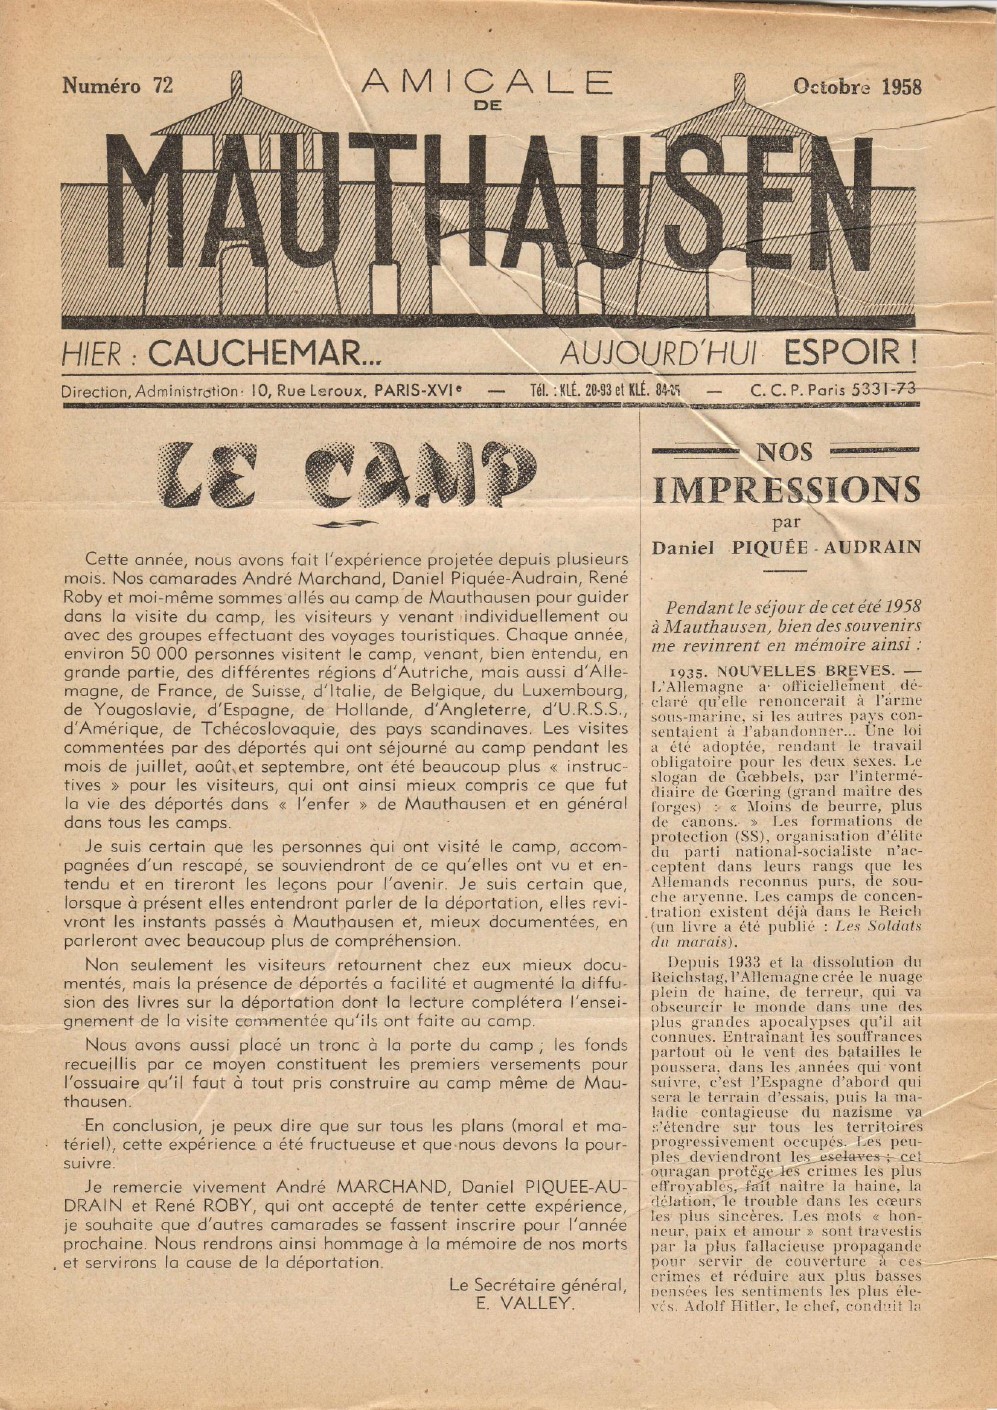 Numéro 72
AMICALE
DE
Octobre 1958
MAUTHAUSEN
HIER : CAUCHEMAR... AUJOURD'HUI ESPOIR !
Direction, Administration : 10, Rue Leroux, PARIS-XVIe — Tél. : KLÉ. 20-93 et KLÉ. 84-05 — C. C. P. Paris 5331-73
LE CAMP
Cette année, nous avons fait l'expérience projetée depuis plusieurs
mois. Nos camarades André Marchand, Daniel Piquée-Audrain, René
Roby et moi-même sommes allés au camp de Mauthausen pour guider
dans la visite du camp, les visiteurs y venant individuellement ou
avec des groupes effectuant des voyages touristiques. Chaque année,
environ 50 000 personnes visitent le camp, venant, bien entendu, en
grande partie, des différentes régions d'Autriche, mais aussi d'Alle-
magne, de France, de Suisse, d'Italie, de Belgique, du Luxembourg,
de Yougoslavie, d'Espagne, de Hollande, d'Angleterre, d'U.R.S.S.,
d'Amérique, de Tchécoslovaquie, des pays scandinaves. Les visites
commentées par des déportés qui ont séjourné au camp pendant les
mois de juillet, août et septembre, ont été beaucoup plus « instruc-
tives » pour les visiteurs, qui ont ainsi mieux compris ce que fut
la vie des déportés dans « l'enfer » de Mauthausen et en général
dans tous les camps.
Je suis certain que les personnes qui ont visité le camp, accom-
pagnées d'un rescapé, se souviendront de ce qu'elles ont vu et en-
tendu et en tireront les leçons pour l'avenir. Je suis certain que,
lorsque à présent elles entendront parler de la déportation, elles revi-
vront les instants passés à Mauthausen et, mieux documentées, en
parleront avec beaucoup plus de compréhension.
Non seulement les visiteurs retournent chez eux mieux docu-
mentés, mais la présence de déportés a facilité et augmenté la diffu-
sion des livres sur la déportation dont la lecture complétera l'ensei-
gnement de la visite commentée qu'ils ont faite au camp.
Nous avons aussi placé un tronc à la porte du camp ; les fonds
recueillis par ce moyen constituent les premiers versements pour
l'ossuaire qu'il faut à tout prix construire au camp même de Mau-
thausen.
En conclusion, je peux dire que sur tous les plans (moral et ma-
tériel), cette expérience a été fructueuse et que nous devons la pour-
suivre.
Je remercie vivement André MARCHAND, Daniel PIQUEE-AU-
DRAIN et René ROBY, qui ont accepté de tenter cette expérience,
je souhaite que d'autres camarades se fassent inscrire pour l'année
prochaine. Nous rendrons ainsi hommage à la mémoire de nos morts
et servirons la cause de la déportation.
Le Secrétaire général,
E. VALLEY.
NOS
IMPRESSIONS
par
Daniel PIQUÉE-AUDRAIN
Pendant le séjour de cet été 1958
à Mauthausen, bien des souvenirs
me revinrent en mémoire ainsi :
1935. NOUVELLES BRÈVES. —
L'Allemagne a officiellement dé-
claré qu'elle renoncerait à l'arme
sous-marine, si les autres pays con-
sentaient à l'abandonner... Une loi
a été adoptée, rendant le travail
obligatoire pour les deux sexes. Le
slogan de Gœbbels, par l'intermé-
diaire de Gœring (grand maître des
forges) : « Moins de beurre, plus
de canons. » Les formations de
protection (SS), organisation d'élite
du parti national-socialiste n'ac-
ceptent dans leurs rangs que les
Allemands reconnus purs, de sou-
che aryenne. Les camps de concen-
tration existent déjà dans le Reich
(un livre a été publié : Les Soldats
du marais).
Depuis 1933 et la dissolution du
Reichstag, l'Allemagne crée le nuage
plein de haine, de terreur, qui va
obscurcir le monde dans une des
plus grandes apocalypses qu'il ait
connues. Entraînant les souffrances
partout où le vent des batailles le
poussera, dans les années qui vont
suivre, c'est l'Espagne d'abord qui
sera le terrain d'essais, puis la ma-
ladie contagieuse du nazisme va
s'étendre sur tous les territoires
progressivement occupés. Les peu-
ples deviendront les esclaves ; cet
ouragan protège les crimes les plus
effroyables, fait naître la haine, la
délation, le trouble dans les cœurs
les plus sincères. Les mots « hon-
neur, paix et amour » sont travestis
par la plus fallacieuse propagande
pour servir de couverture à ces
crimes et réduire aux plus basses
pensées les sentiments les plus éle-
vés. Adolf Hitler, le chef, conduit la